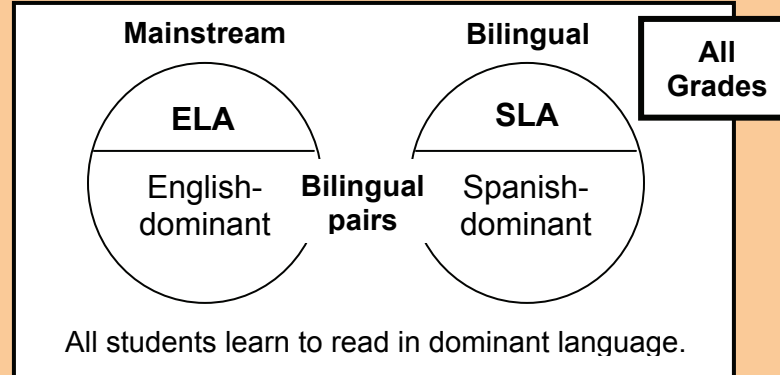 Mainstream
Bilingual
All
Grades
ELA
SLA
English-
dominant
Bilingual
pairs
Spanish-
dominant
All students learn to read in dominant language.